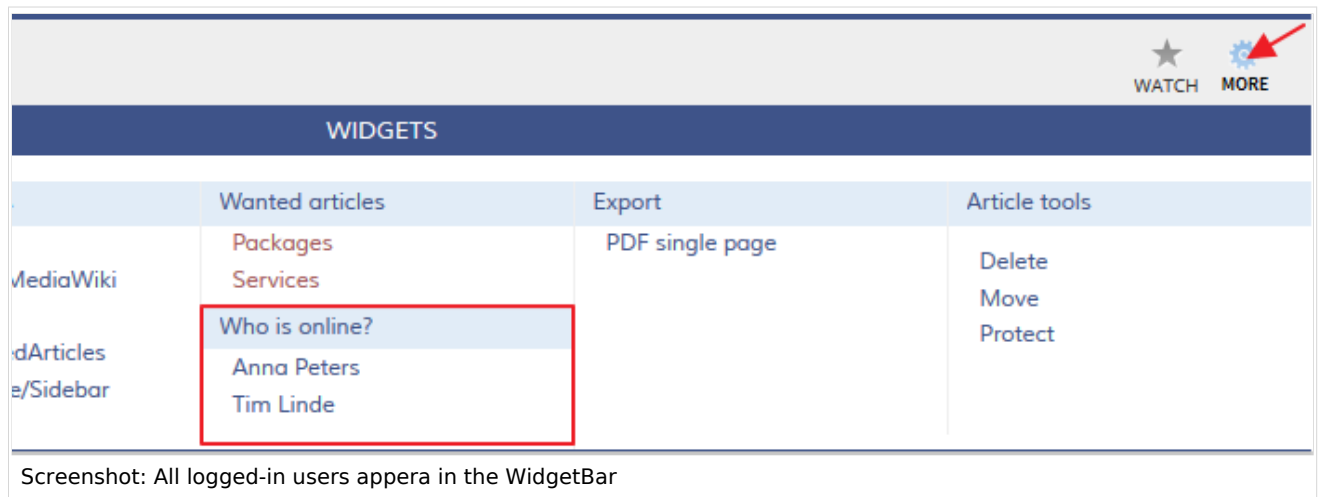 WATCH MORE
WIDGETS
Wanted articles
Packages
Services
Who is online?
Anna Peters
Tim Linde
Export
PDF single page
Article tools
Delete
Move
Protect
MediaWiki
dArticles
e/Sidebar
Screenshot: All logged-in users appera in the WidgetBar